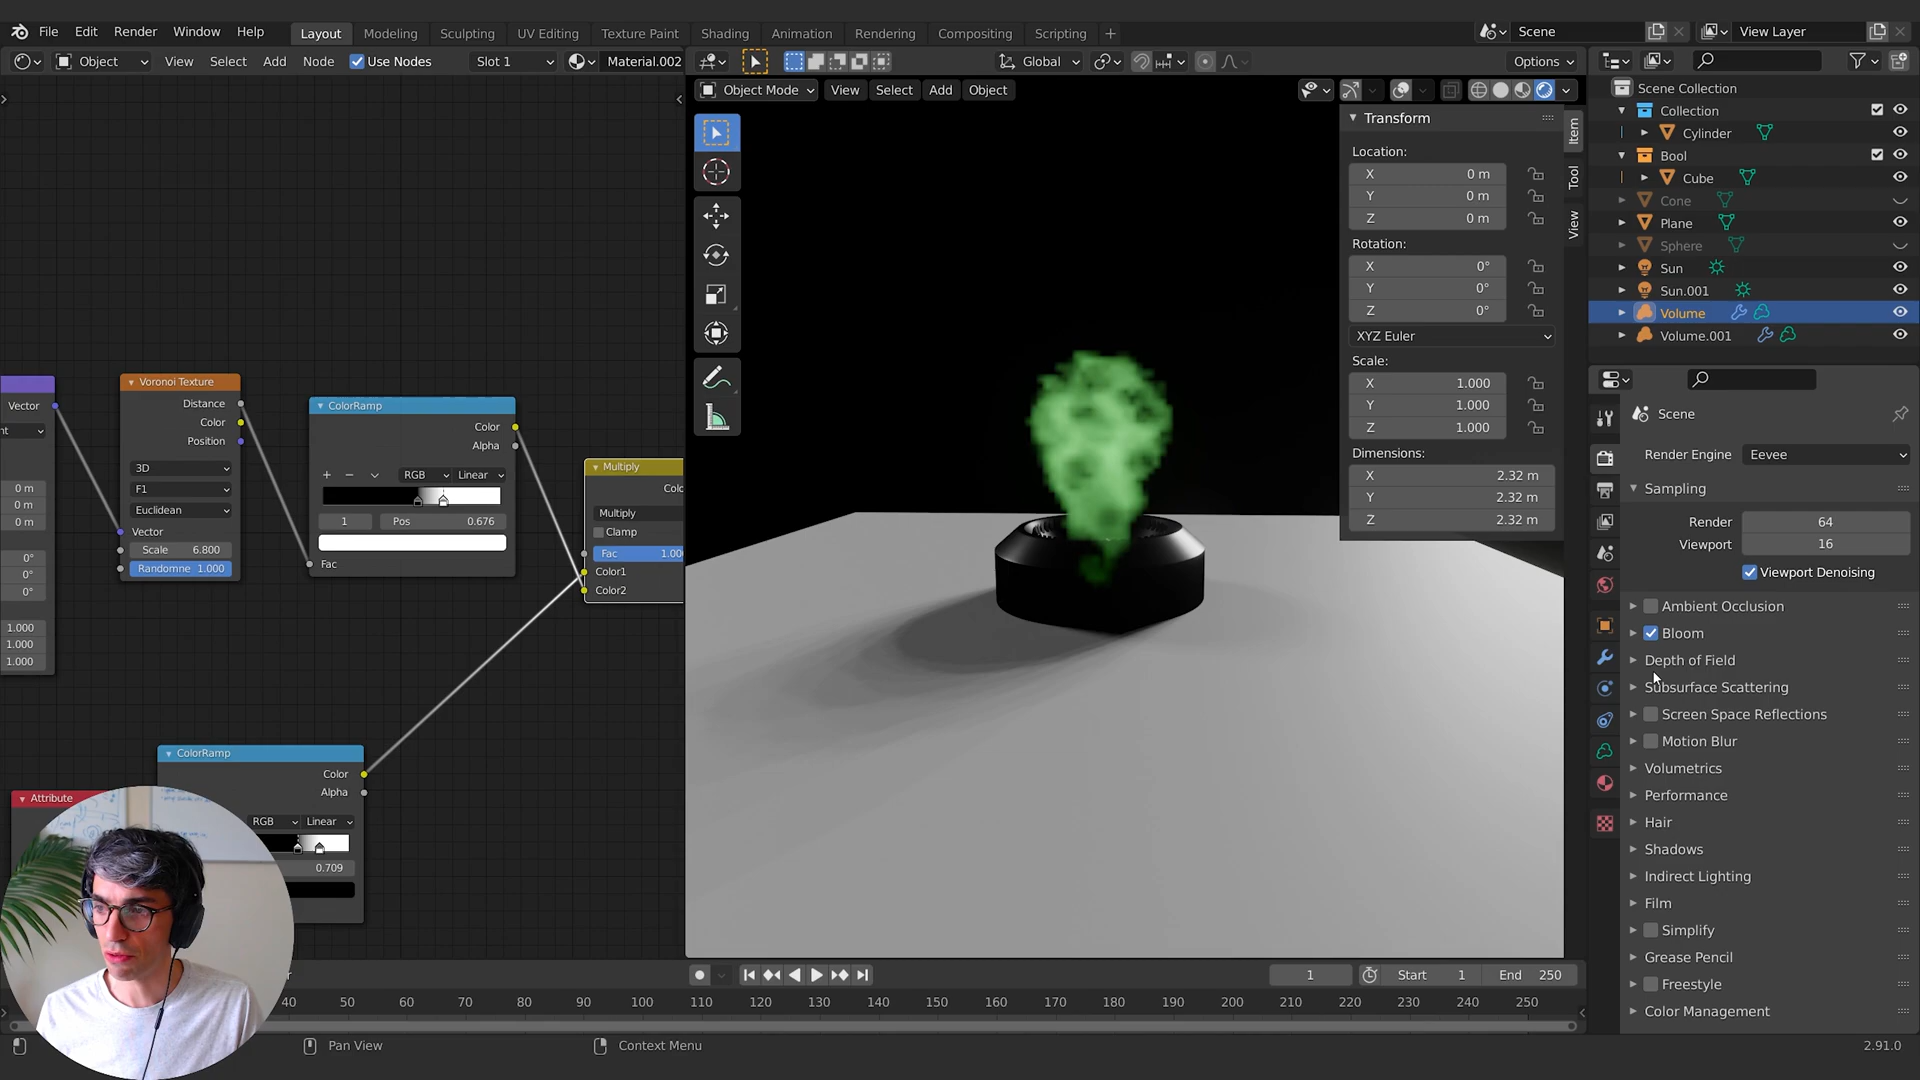 File Edit Render Window Help Layout Modeling Sculpting UV Editing Texture Paint Shading Animation Rendering Compositing Scripting + Scene View Layer
Object View Select Add Node Use Nodes Slot 1 Material.002 Global Options
Object Mode View Select Add Object
Transform
Location:
X 0 m
Y 0 m
Z 0 m
Rotation:
X 0°
Y 0°
Z 0°
XYZ Euler
Scale:
X 1.000
Y 1.000
Z 1.000
Dimensions:
X 2.32 m
Y 2.32 m
Z 2.32 m
Item
Tool
View
Scene Collection
Collection
Cylinder
Bool
Cube
Cone
Plane
Sphere
Sun
Sun.001
Volume
Volume.001
Scene
Render Engine Eevee
Sampling
Render 64
Viewport 16
Viewport Denoising
Ambient Occlusion
Bloom
Depth of Field
Subsurface Scattering
Screen Space Reflections
Motion Blur
Volumetrics
Performance
Hair
Shadows
Indirect Lighting
Film
Simplify
Grease Pencil
Freestyle
Color Management
Vector
nt
0 m
0 m
0 m
0°
0°
0°
1.000
1.000
1.000
Voronoi Texture
Distance
Color
Position
3D
F1
Euclidean
Vector
Scale 6.800
Randomne 1.000
ColorRamp
Color
Alpha
+ − RGB Linear
1 Pos 0.676
Fac
Multiply
Colo
Multiply
Clamp
Fac 1.00
Color1
Color2
ColorRamp
Color
Alpha
RGB Linear
0.709
Attribute
1 Start 1 End 250
40 50 60 70 80 90 100 110 120 130 140 150 160 170 180 190 200 210 220 230 240 250
Pan View Context Menu 2.91.0